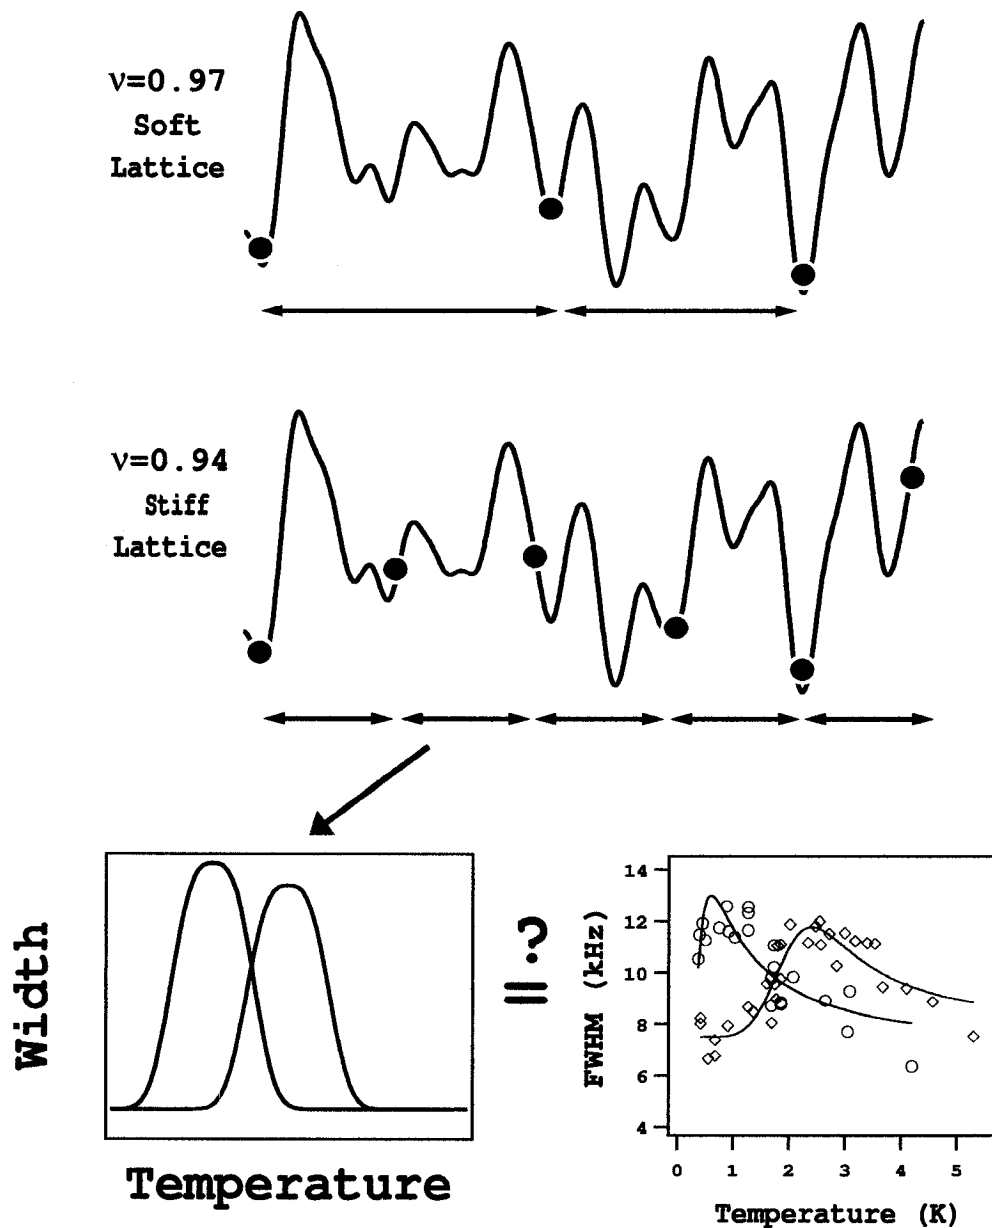 ν=0.97
Soft
Lattice
ν=0.94
Stiff
Lattice
Width
Temperature
=?
FWHM (kHz)
14
12
10
8
6
4
0 1 2 3 4 5
Temperature (K)